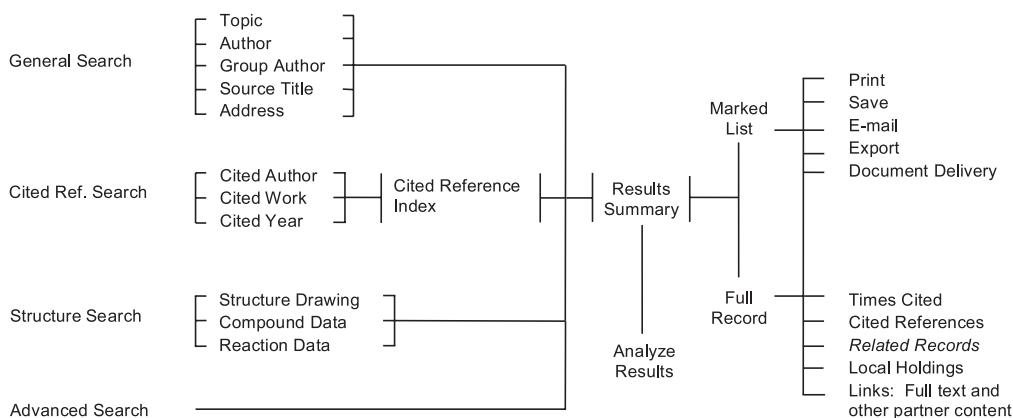 General Search
Topic
Author
Group Author
Source Title
Address
Cited Ref. Search
Cited Author
Cited Work
Cited Year
Cited Reference
Index
Structure Search
Structure Drawing
Compound Data
Reaction Data
Advanced Search
Results
Summary
Analyze
Results
Marked
List
Print
Save
E-mail
Export
Document Delivery
Full
Record
Times Cited
Cited References
Related Records
Local Holdings
Links: Full text and
other partner content